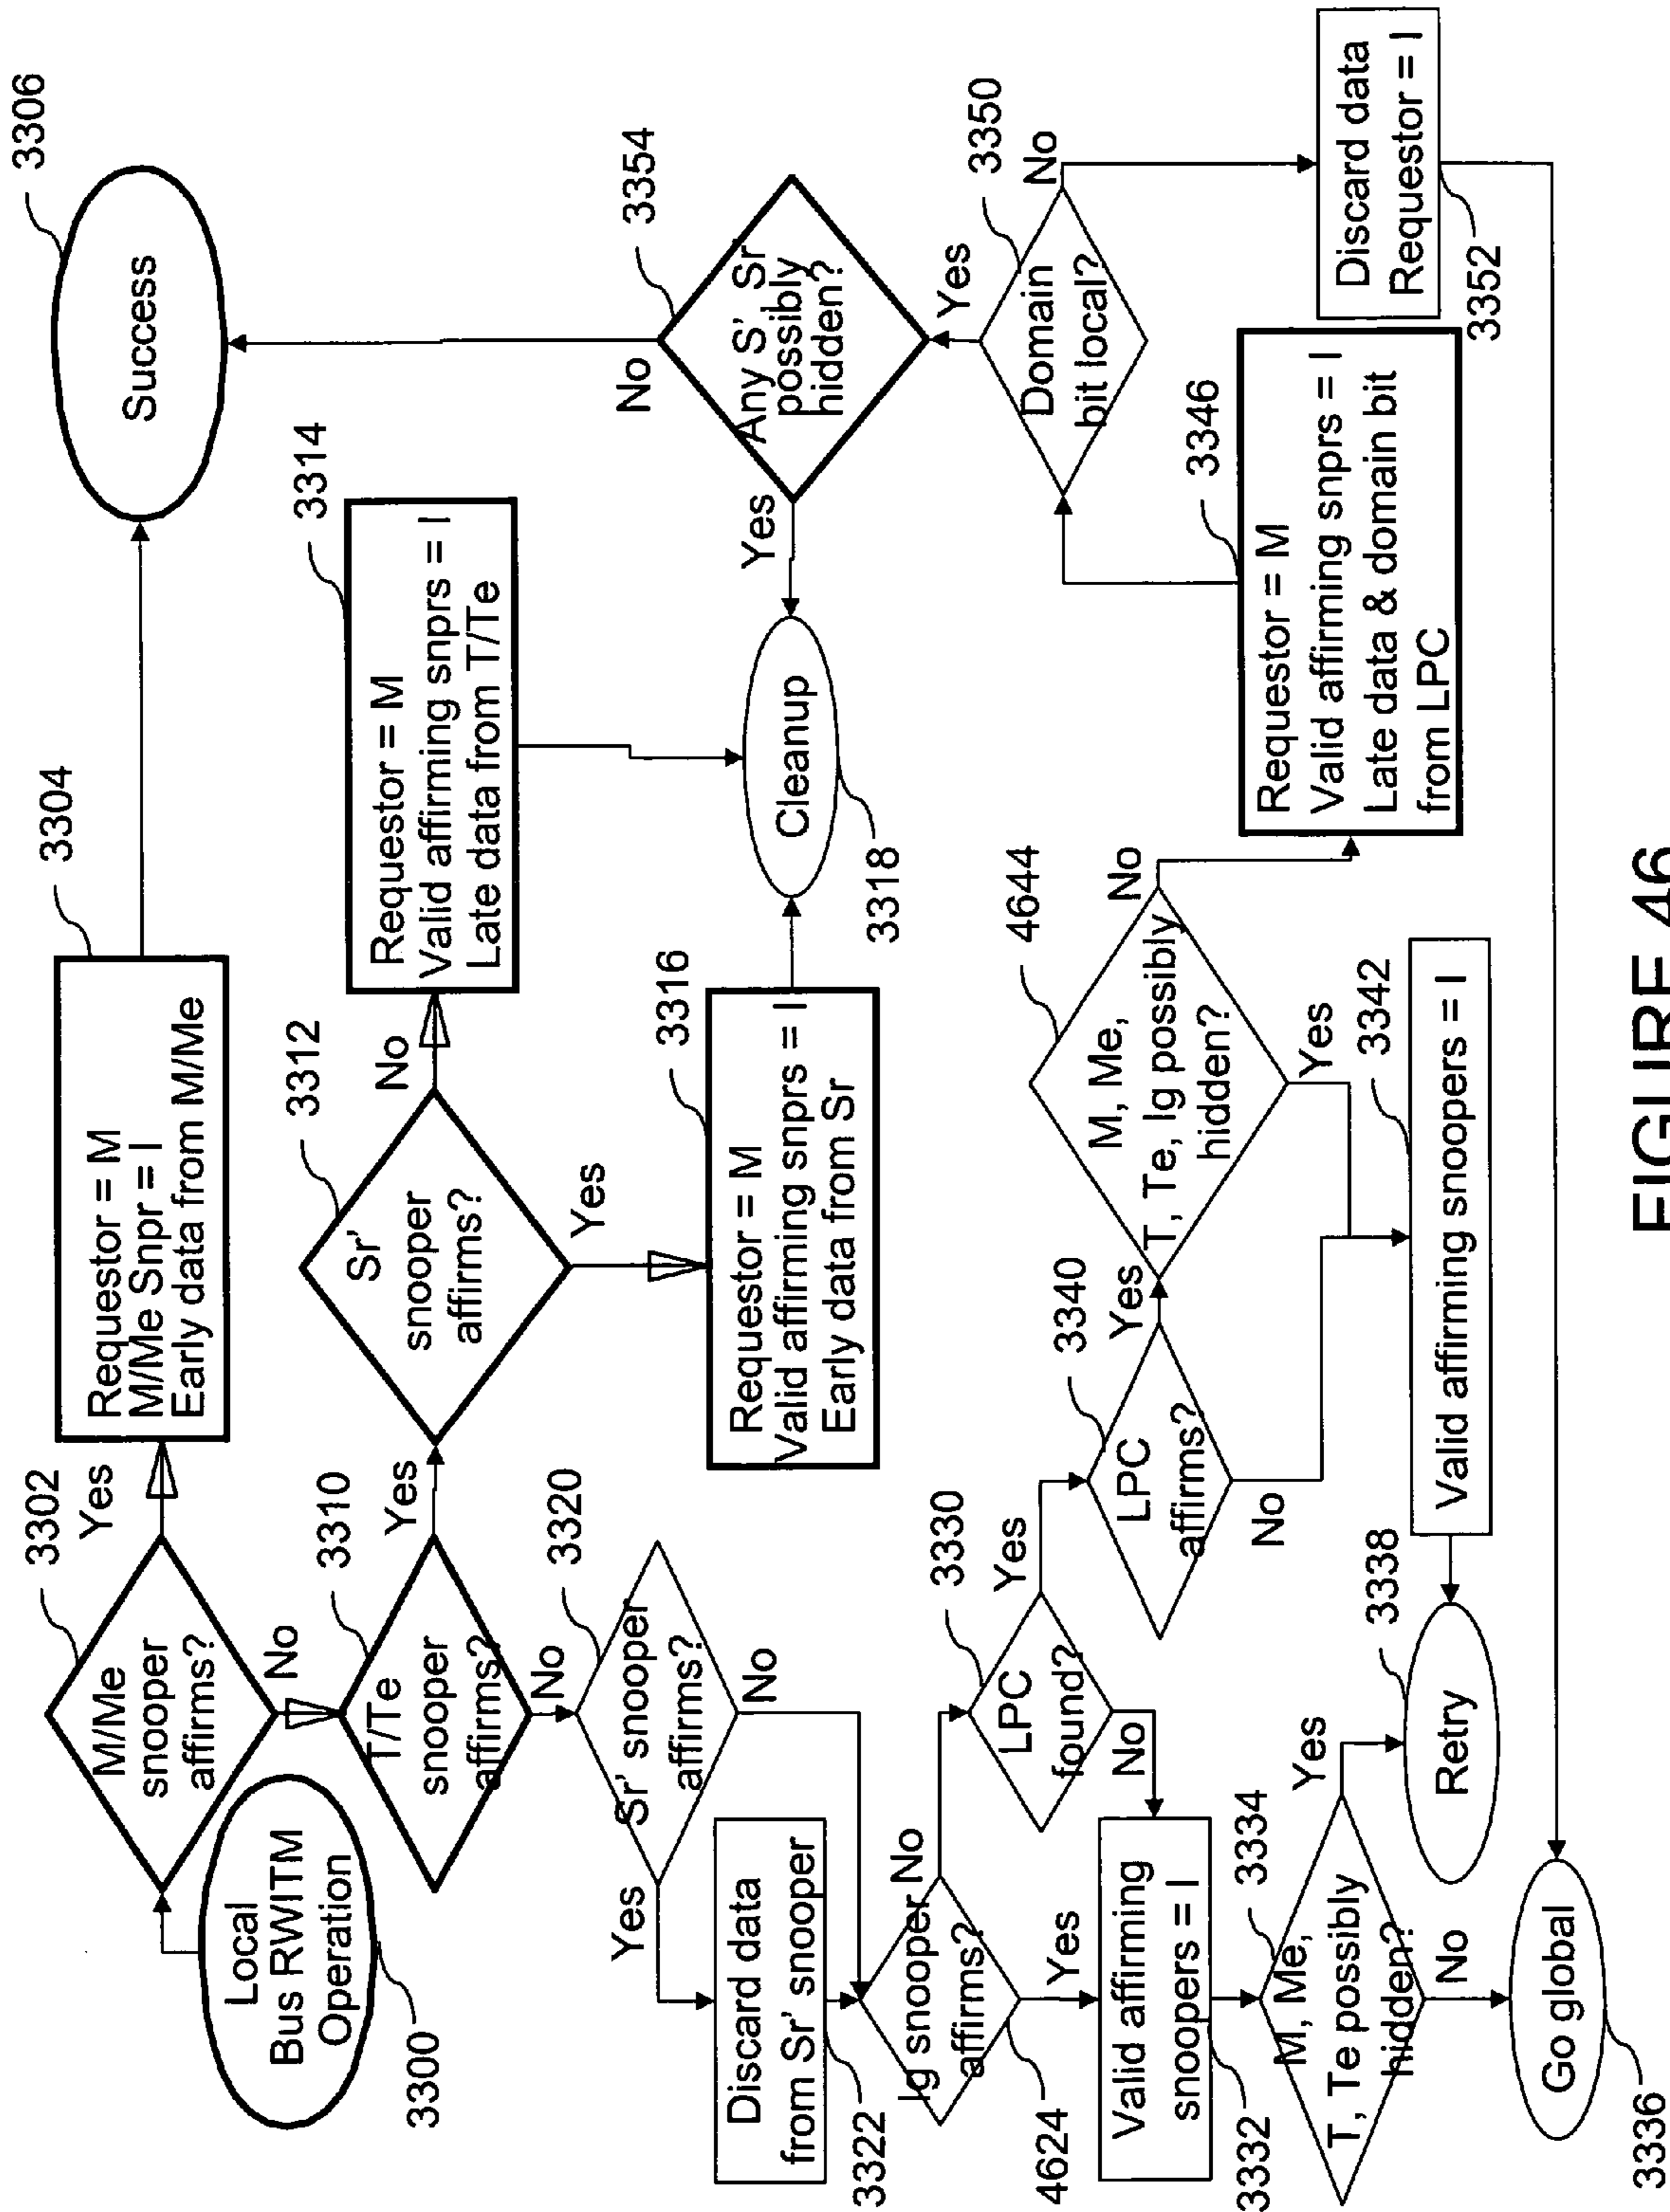 3300
Local
Bus RWITM
Operation
3302
M/Me
snooper
affirms?
Yes
No
3304
Requestor = M
M/Me Snpr = I
Early data from M/Me
3306
Success
3310
T/Te
snooper
affirms?
Yes
No
3312
Sr'
snooper
affirms?
No
Yes
3314
Requestor = M
Valid affirming snprs = I
Late data from T/Te
3316
Requestor = M
Valid affirming snprs = I
Early data from Sr
Cleanup
3318
3320
Sr' snooper
affirms?
Yes
No
Discard data
from Sr' snooper
3322
Ig snooper
affirms?
4624
No
Yes
3330
LPC
found?
Yes
No
Valid affirming
snoopers = I
3332
3334
M, Me,
T, Te possibly
hidden?
Yes
No
Go global
3336
3338
Retry
3340
LPC
affirms?
Yes
No
4644
M, Me,
T, Te, Ig possibly
hidden?
No
Yes
3342
Valid affirming snoopers = I
3346
Requestor = M
Valid affirming snprs = I
Late data & domain bit
from LPC
3350
Domain
bit local?
Yes
No
3354
Any S' Sr
possibly
hidden?
No
Yes
Discard data
Requestor = I
3352
FIGURE 46